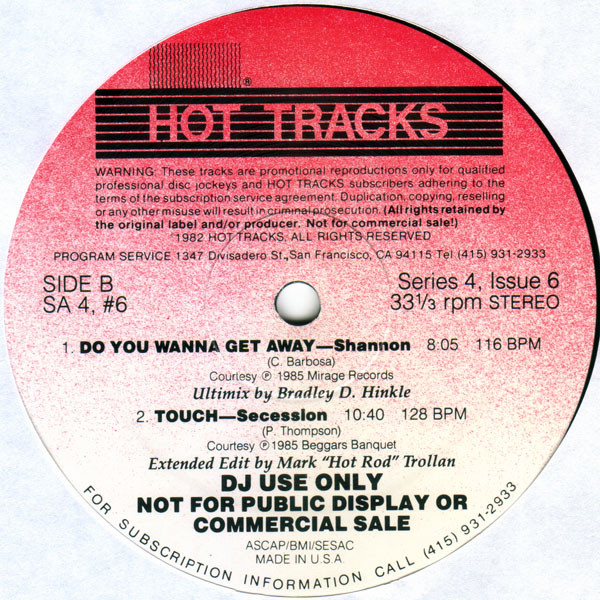 ®
HOT TRACKS
WARNING: These tracks are promotional reproductions only for qualified
professional disc jockeys and HOT TRACKS subscribers adhering to the
terms of the subscription service agreement. Duplication, copying, reselling
or any other misuse will result in criminal prosecution. (All rights retained by
the original label and/or producer. Not for commercial sale!)
1982 HOT TRACKS, ALL RIGHTS RESERVED
PROGRAM SERVICE 1347 Divisadero St., San Francisco, CA 94115 Tel (415) 931-2933
SIDE B Series 4, Issue 6
SA 4, #6 33⅓ rpm STEREO
1. DO YOU WANNA GET AWAY—Shannon 8:05 116 BPM
(C. Barbosa)
Courtesy ℗ 1985 Mirage Records
Ultimix by Bradley D. Hinkle
2. TOUCH—Secession 10:40 128 BPM
(P. Thompson)
Courtesy ℗ 1985 Beggars Banquet
Extended Edit by Mark "Hot Rod" Trollan
DJ USE ONLY
NOT FOR PUBLIC DISPLAY OR
COMMERCIAL SALE
ASCAP/BMI/SESAC
MADE IN U.S.A.
FOR SUBSCRIPTION INFORMATION CALL (415) 931-2933